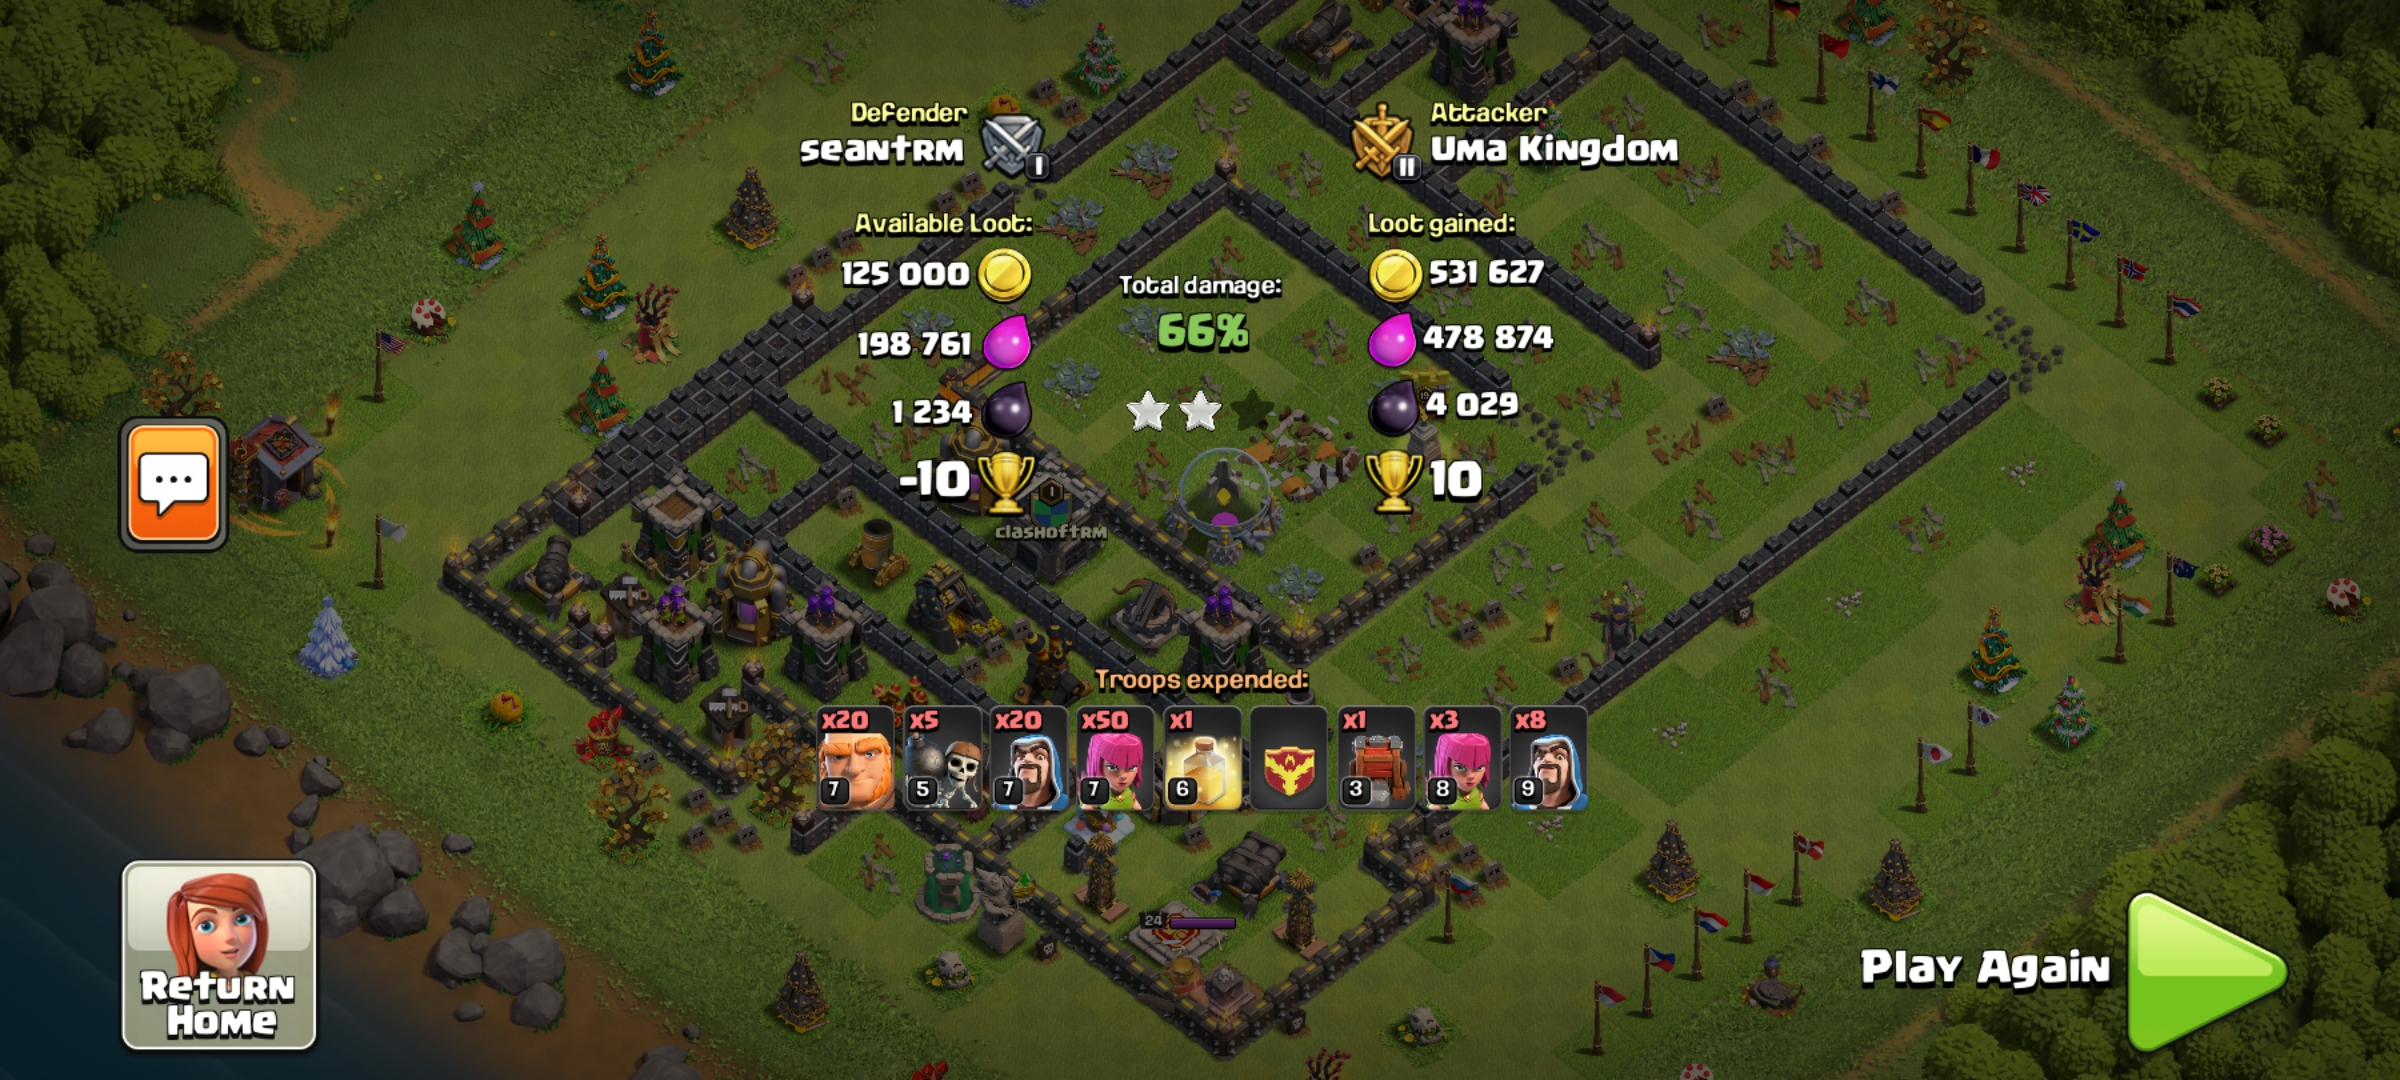 Defender
seantRM
I
Attacker
Uma Kingdom
II
Available Loot:
125 000
198 761
1 234
-10
Total damage:
66%
Loot gained:
531 627
478 874
4 029
10
clashoftRM
Troops expended:
x20 x5 x20 x50 x1 x1 x3 x8
7 5 7 7 6 3 8 9
24
Return
Home
Play Again